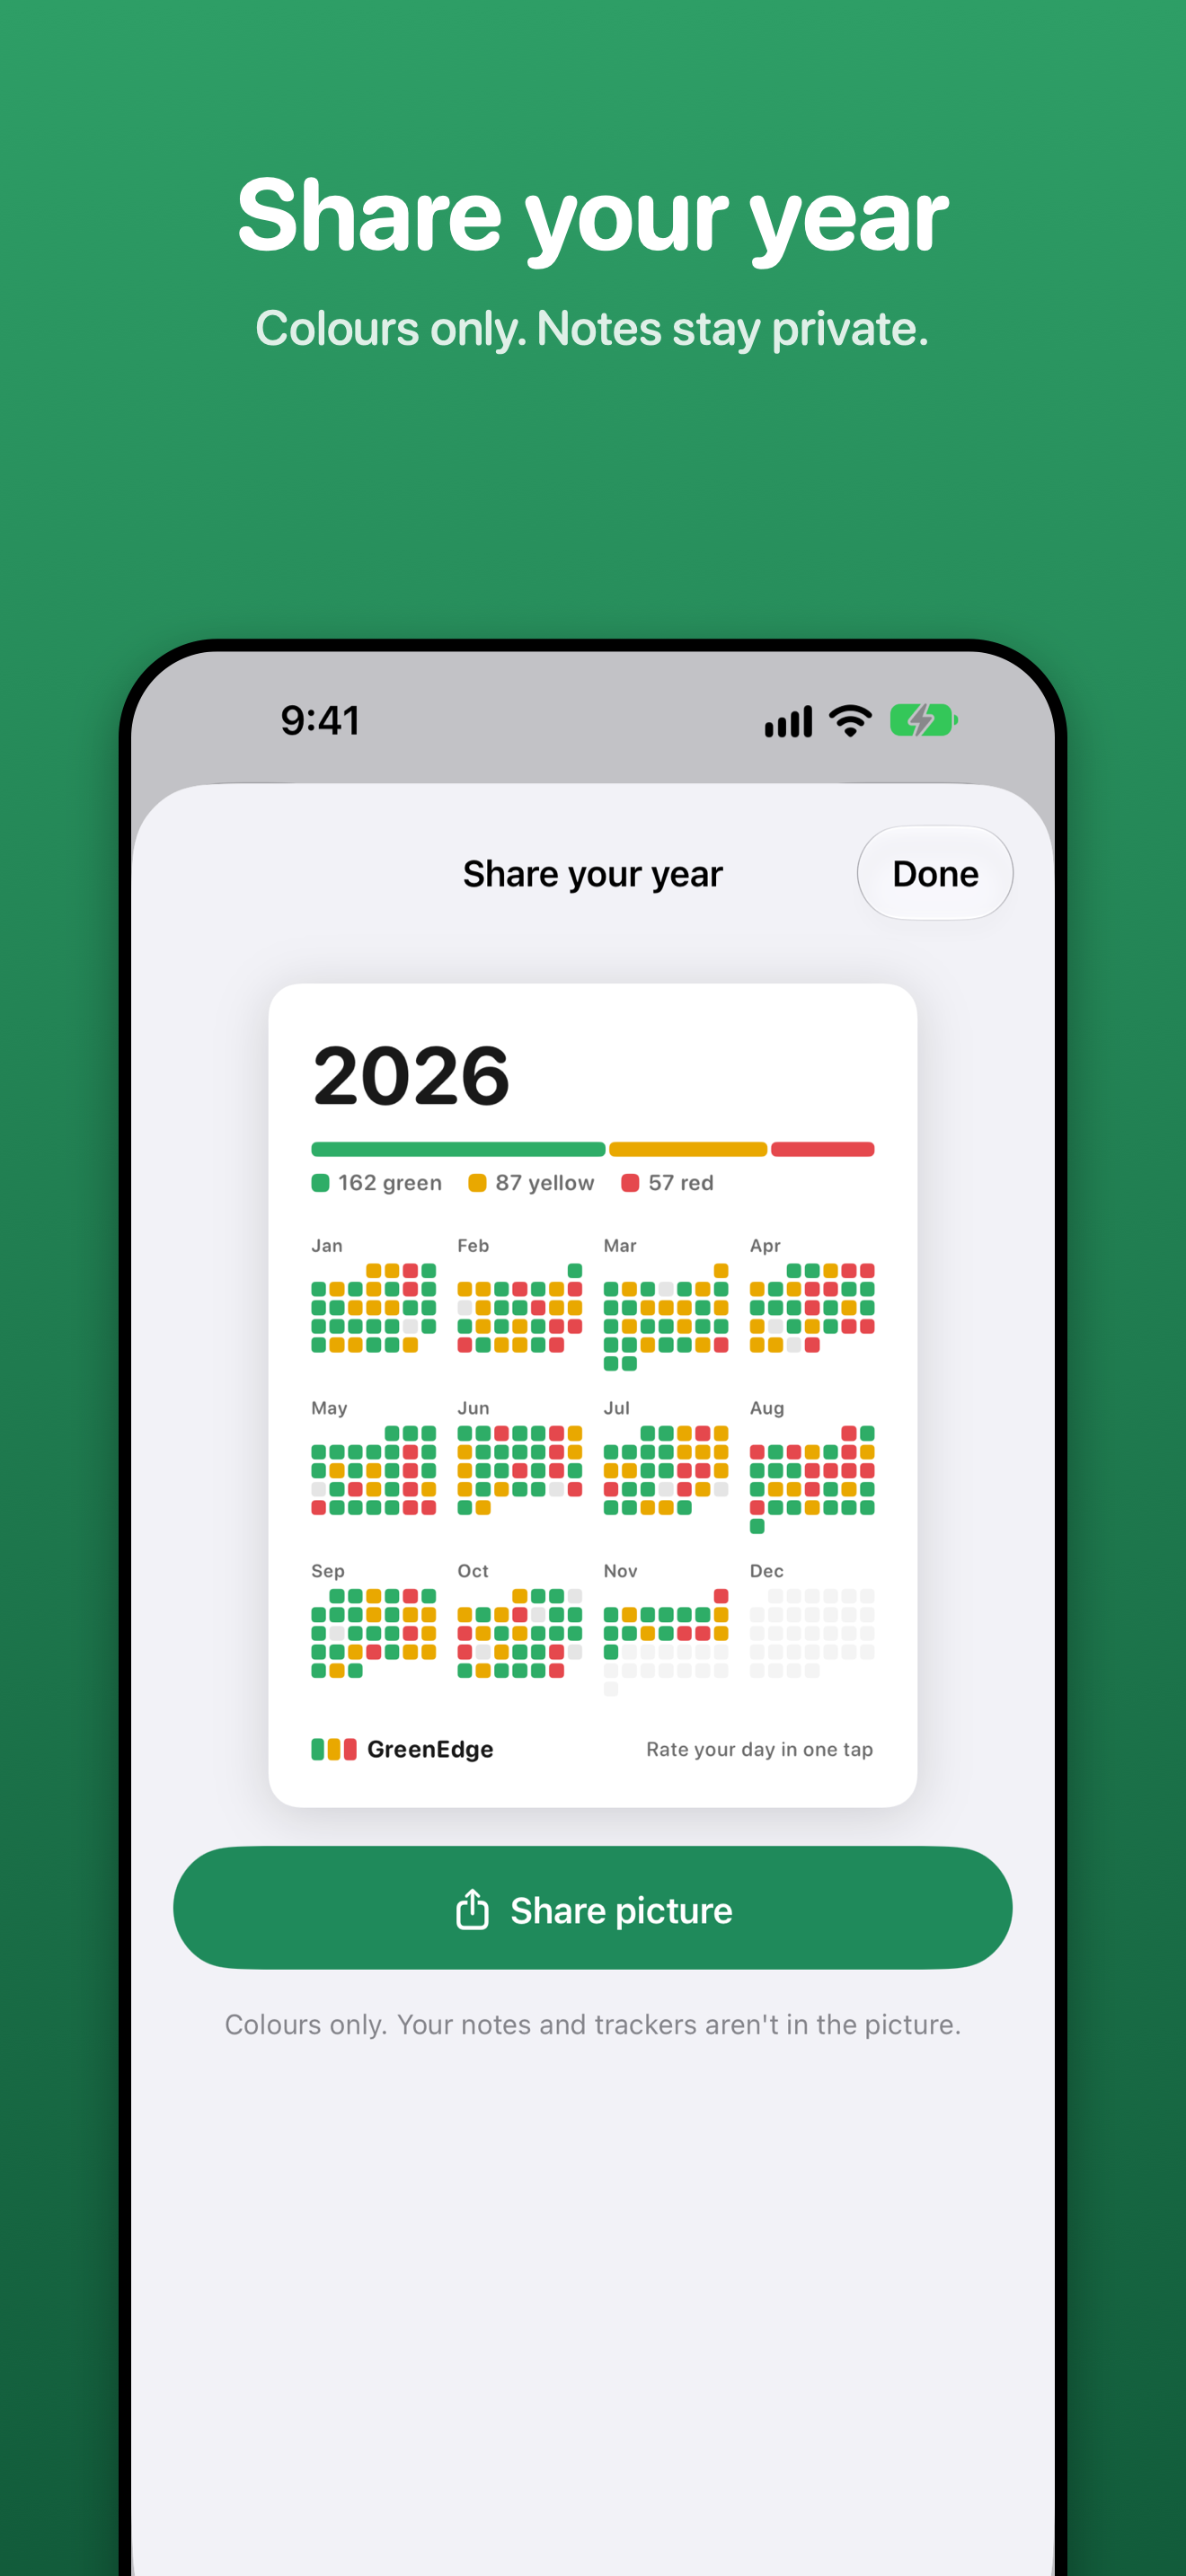 Share your year
Colours only. Notes stay private.
9:41
Share your year
Done
2026
162 green 87 yellow 57 red
Jan Feb Mar Apr
May Jun Jul Aug
Sep Oct Nov Dec
GreenEdge Rate your day in one tap
Share picture
Colours only. Your notes and trackers aren't in the picture.